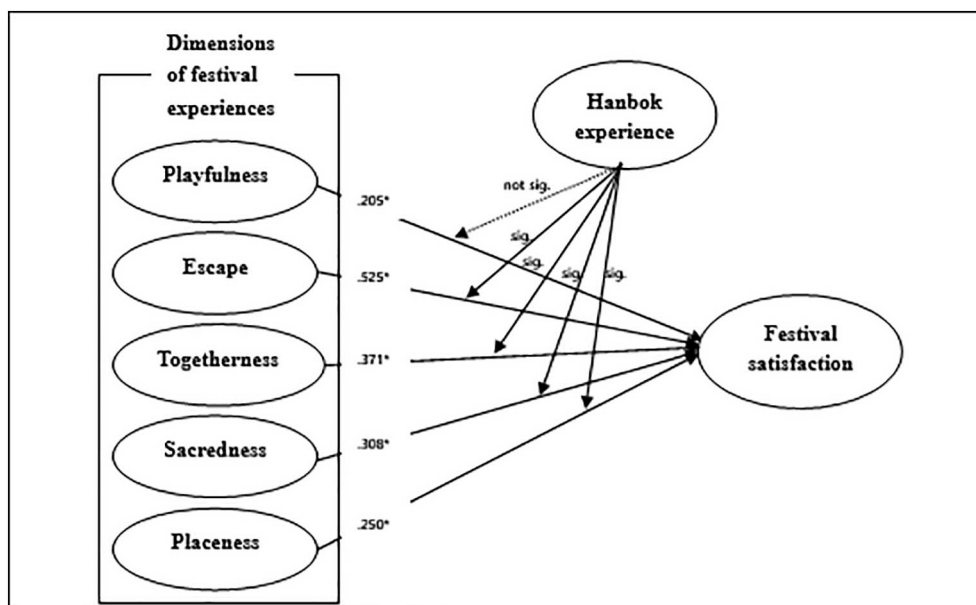 Dimensions
of festival
experiences
Hanbok
experience
Playfulness
not sig.
.205*
sig.
Escape
sig.
sig.
sig.
.525*
Festival
satisfaction
Togetherness
.371*
Sacredness
.308*
Placeness
.250*